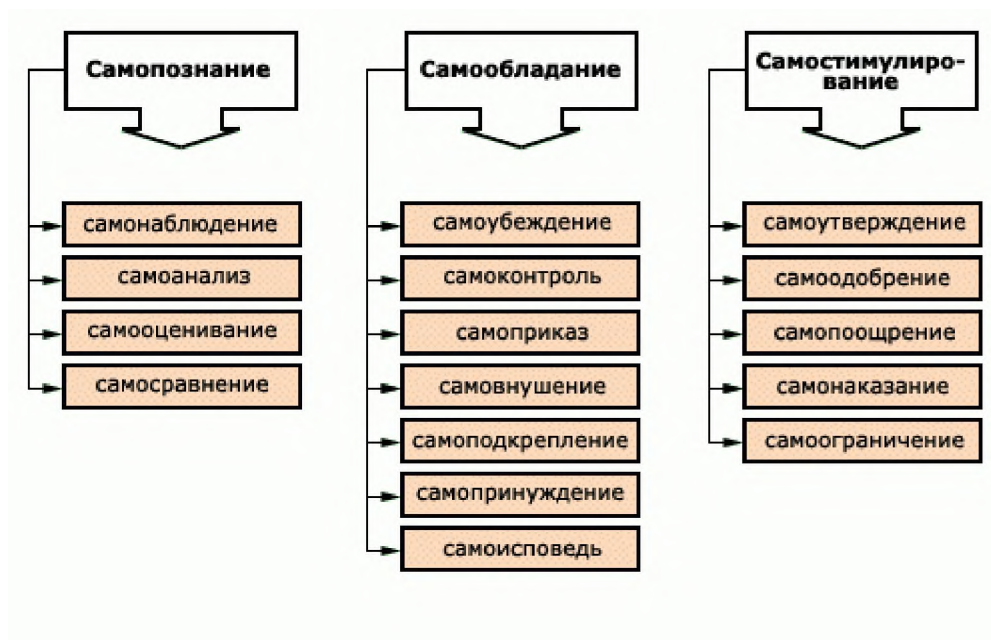 Самопознание
самонаблюдение
самоанализ
самооценивание
самосравнение
Самообладание
самоубеждение
самоконтроль
самоприказ
самовнушение
самоподкрепление
самопринуждение
самоисповедь
Самостимулиро-
вание
самоутверждение
самоодобрение
самопоощрение
самонаказание
самоограничение